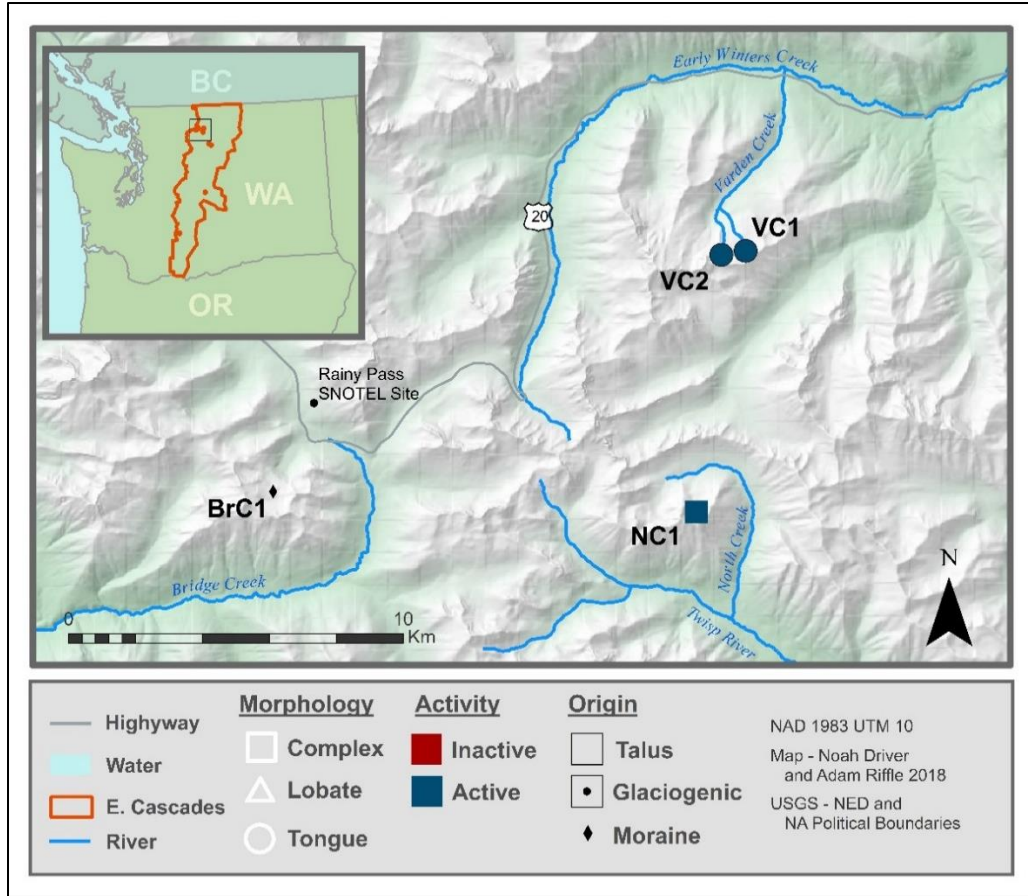 BC
WA
OR
Early Winters Creek
Varden Creek
20
VC1
VC2
Rainy Pass
SNOTEL Site
BrC1
NC1
North Creek
Bridge Creek
Twisp River
N
0
10
Km
Highyway
Water
E. Cascades
River
Morphology
Complex
Lobate
Tongue
Activity
Inactive
Active
Origin
Talus
Glaciogenic
Moraine
NAD 1983 UTM 10
Map - Noah Driver
and Adam Riffle 2018
USGS - NED and
NA Political Boundaries